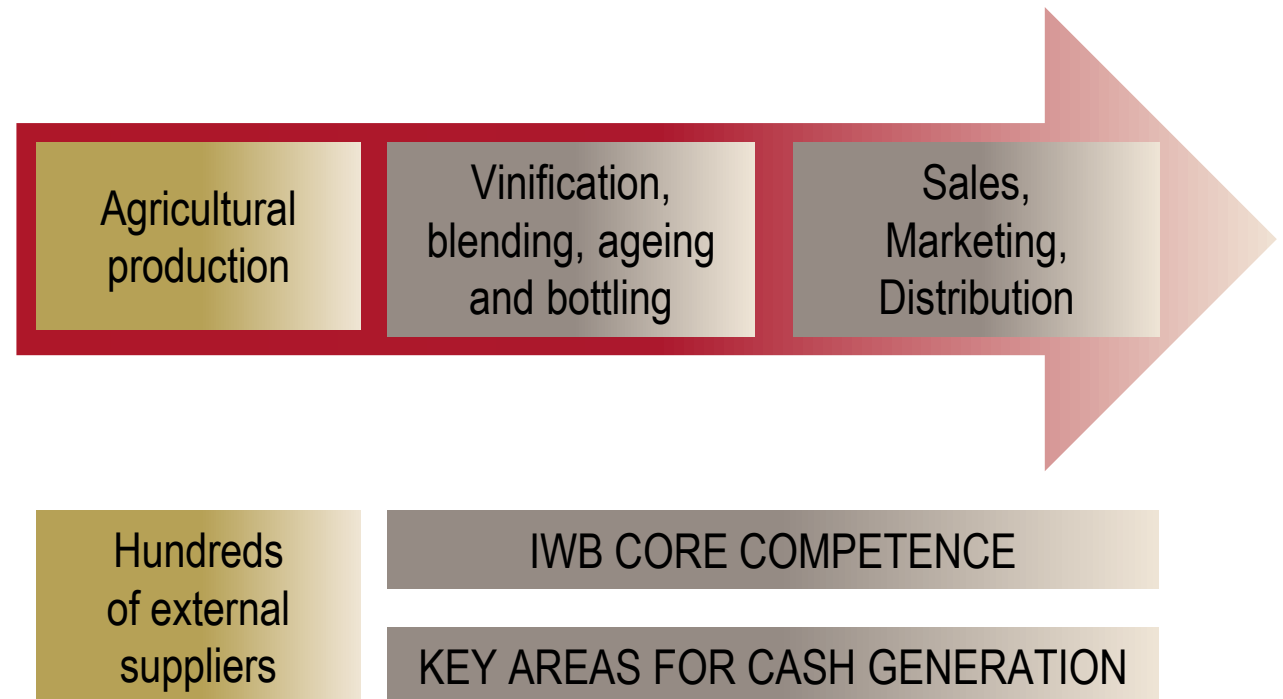 Agricultural
production
Vinification,
blending, ageing
and bottling
Sales,
Marketing,
Distribution
Hundreds
of external
suppliers
IWB CORE COMPETENCE
KEY AREAS FOR CASH GENERATION